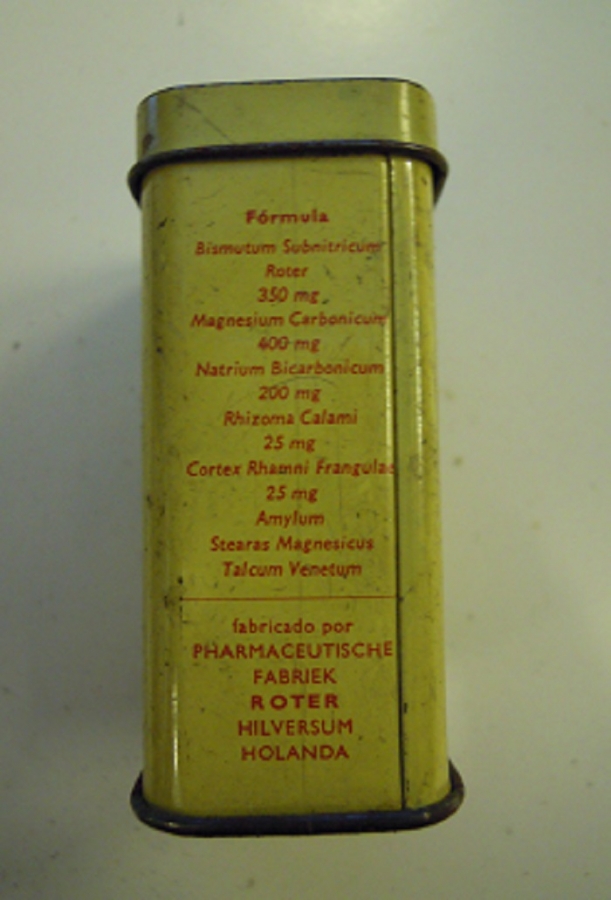 Fórmula
Bismutum Subnitricum
Roter
350 mg
Magnesium Carbonicum
400 mg
Natrium Bicarbonicum
200 mg
Rhizoma Calami
25 mg
Cortex Rhamni Frangulae
25 mg
Amylum
Stearas Magnesicus
Talcum Venetum
fabricado por
PHARMACEUTISCHE
FABRIEK
ROTER
HILVERSUM
HOLANDA